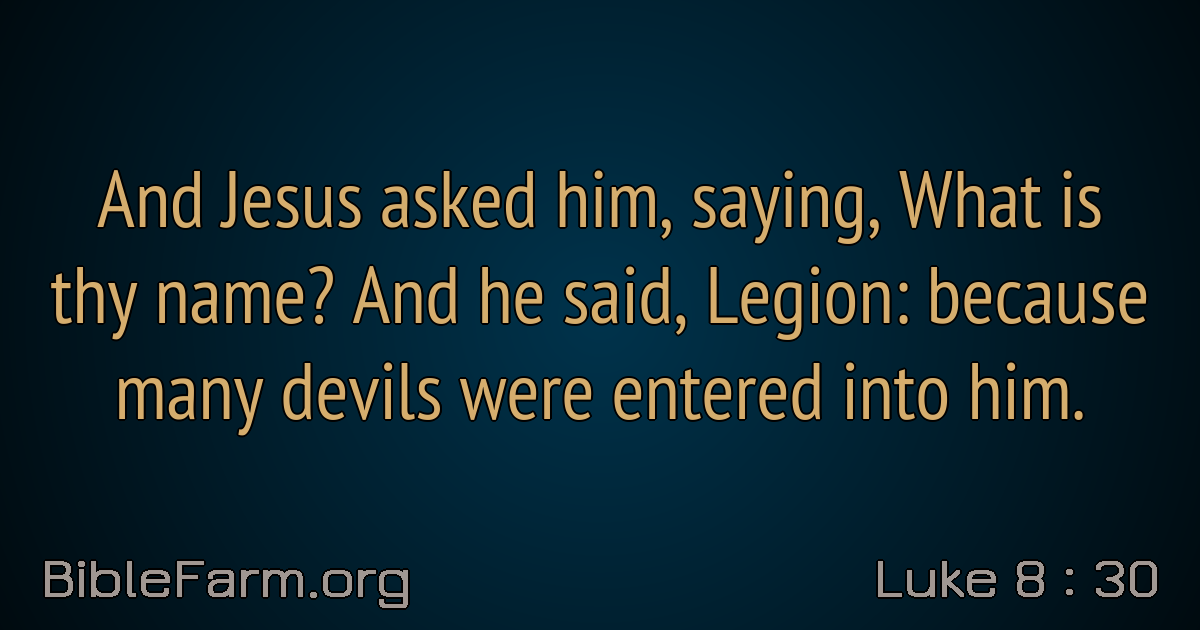 And Jesus asked him, saying, What is
thy name? And he said, Legion: because
many devils were entered into him.
BibleFarm.org
Luke 8 : 30